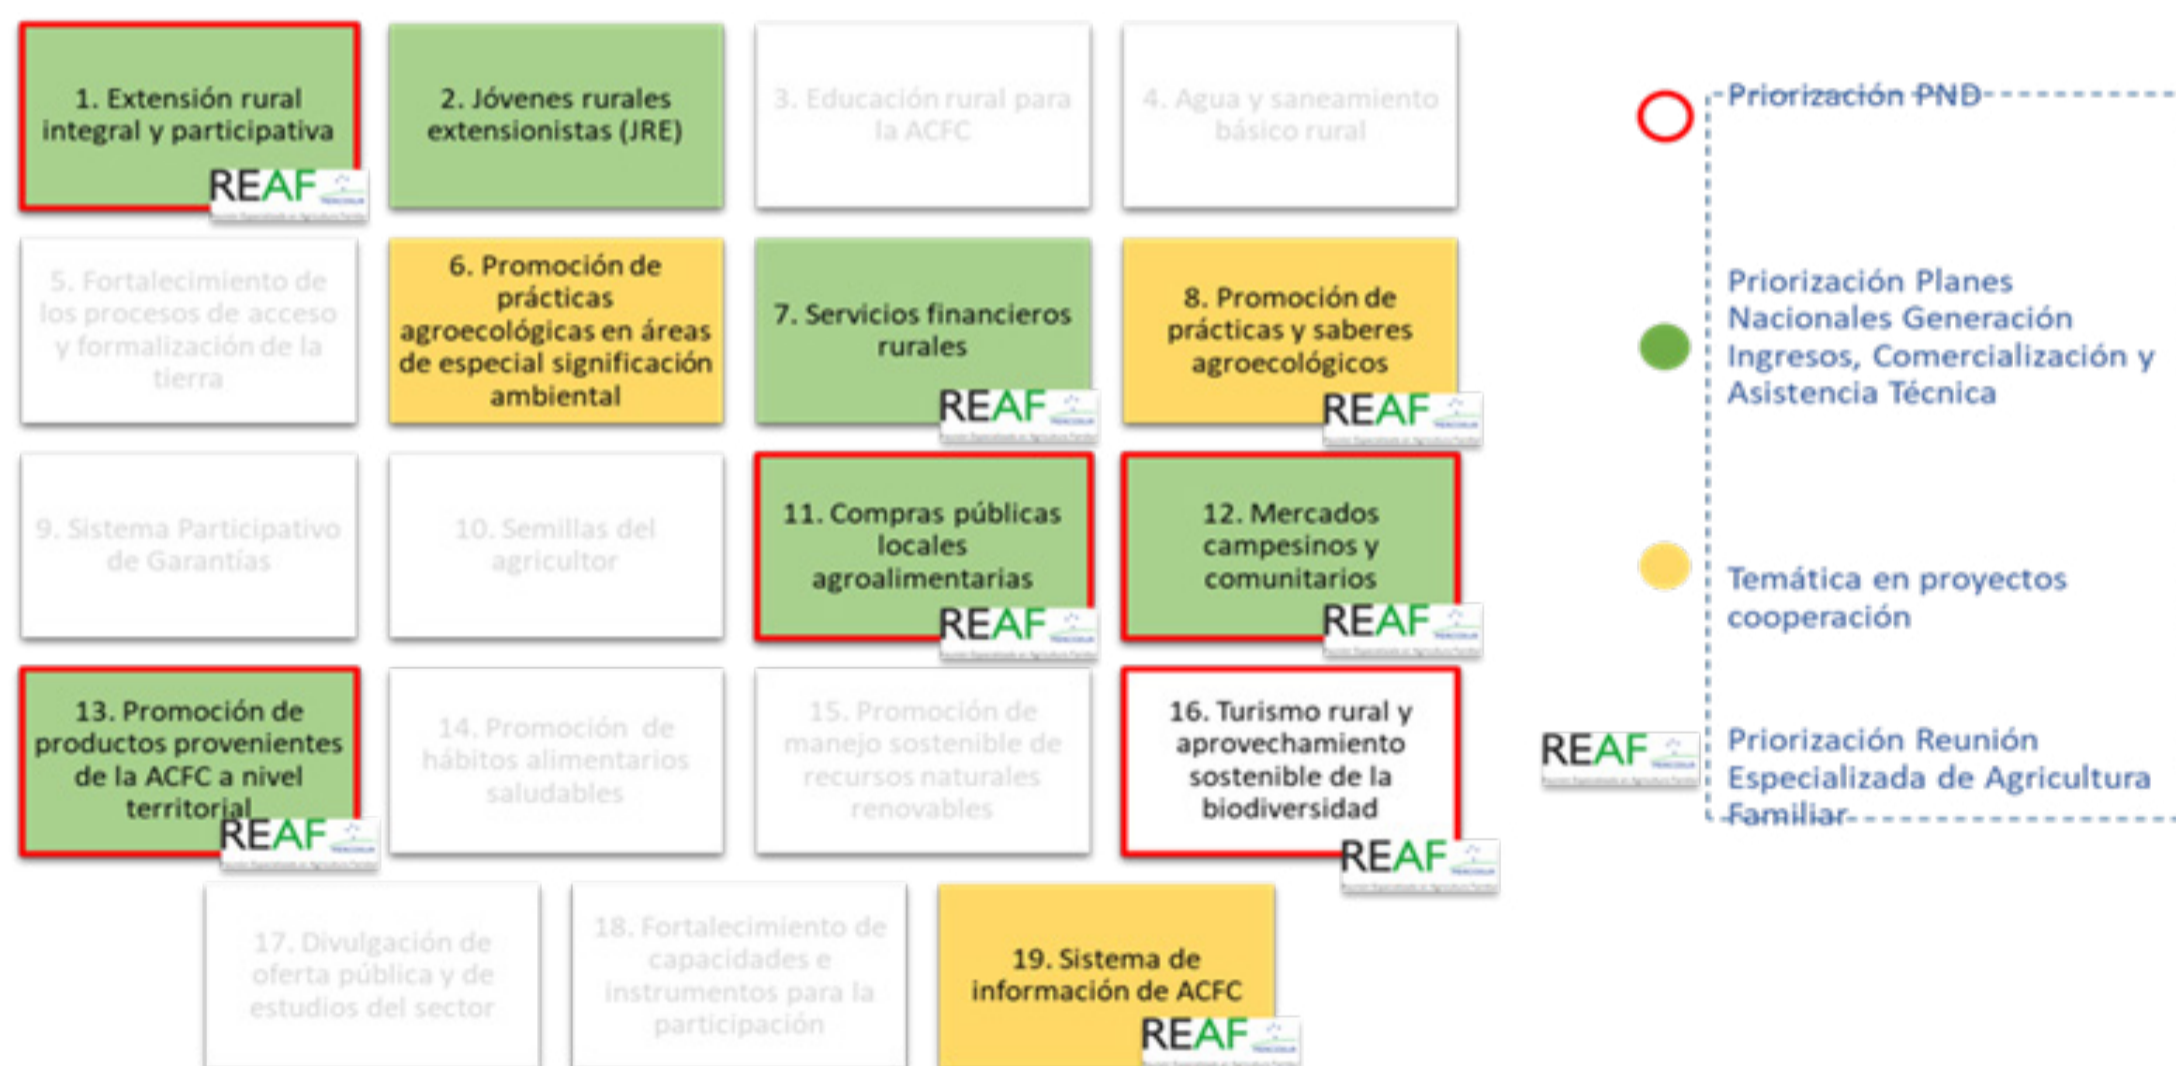 1. Extensión rural
integral y participativa
REAF
2. Jóvenes rurales
extensionistas (JRE)
3. Educación rural para
la ACFC
4. Agua y saneamiento
básico rural
5. Fortalecimiento de
los procesos de acceso
y formalización de la
tierra
6. Promoción de
prácticas
agroecológicas en áreas
de especial significación
ambiental
7. Servicios financieros
rurales
REAF
8. Promoción de
prácticas y saberes
agroecológicos
REAF
9. Sistema Participativo
de Garantías
10. Semillas del
agricultor
11. Compras públicas
locales
agroalimentarias
REAF
12. Mercados
campesinos y
comunitarios
REAF
13. Promoción de
productos provenientes
de la ACFC a nivel
territorial
REAF
14. Promoción de
hábitos alimentarios
saludables
15. Promoción de
manejo sostenible de
recursos naturales
renovables
16. Turismo rural y
aprovechamiento
sostenible de la
biodiversidad
REAF
17. Divulgación de
oferta pública y de
estudios del sector
18. Fortalecimiento de
capacidades e
instrumentos para la
participación
19. Sistema de
información de ACFC
REAF
Priorización PND
Priorización Planes
Nacionales Generación
Ingresos, Comercialización y
Asistencia Técnica
Temática en proyectos
cooperación
REAF
Priorización Reunión
Especializada de Agricultura
Familiar